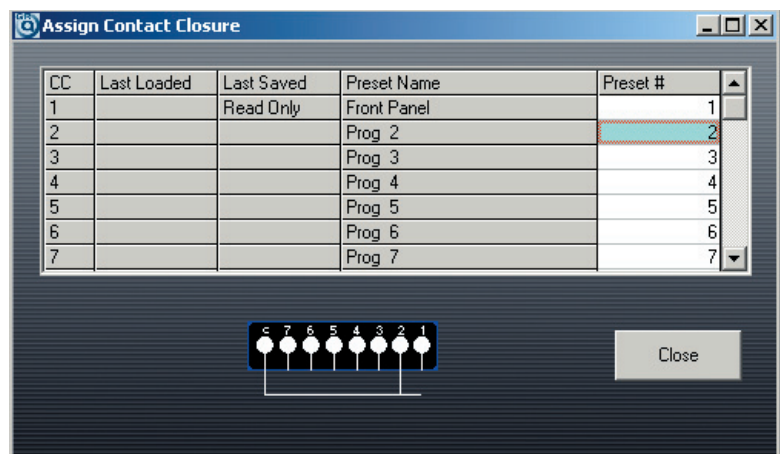 Assign Contact Closure
CC Last Loaded Last Saved Preset Name Preset #
1 Read Only Front Panel 1
2 Prog 2 2
3 Prog 3 3
4 Prog 4 4
5 Prog 5 5
6 Prog 6 6
7 Prog 7 7
c 7 6 5 4 3 2 1
Close